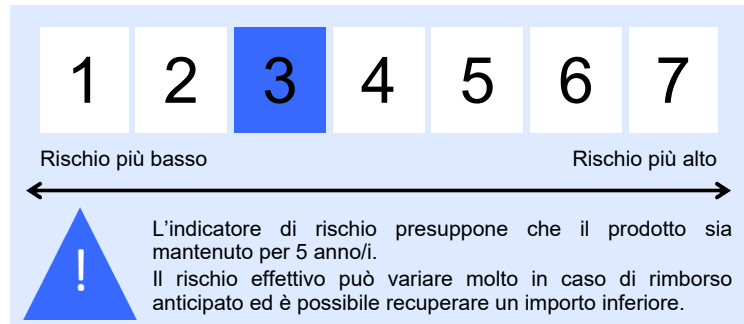 1 2 3 4 5 6 7
Rischio più basso Rischio più alto
!
L'indicatore di rischio presuppone che il prodotto sia
mantenuto per 5 anno/i.
Il rischio effettivo può variare molto in caso di rimborso
anticipato ed è possibile recuperare un importo inferiore.